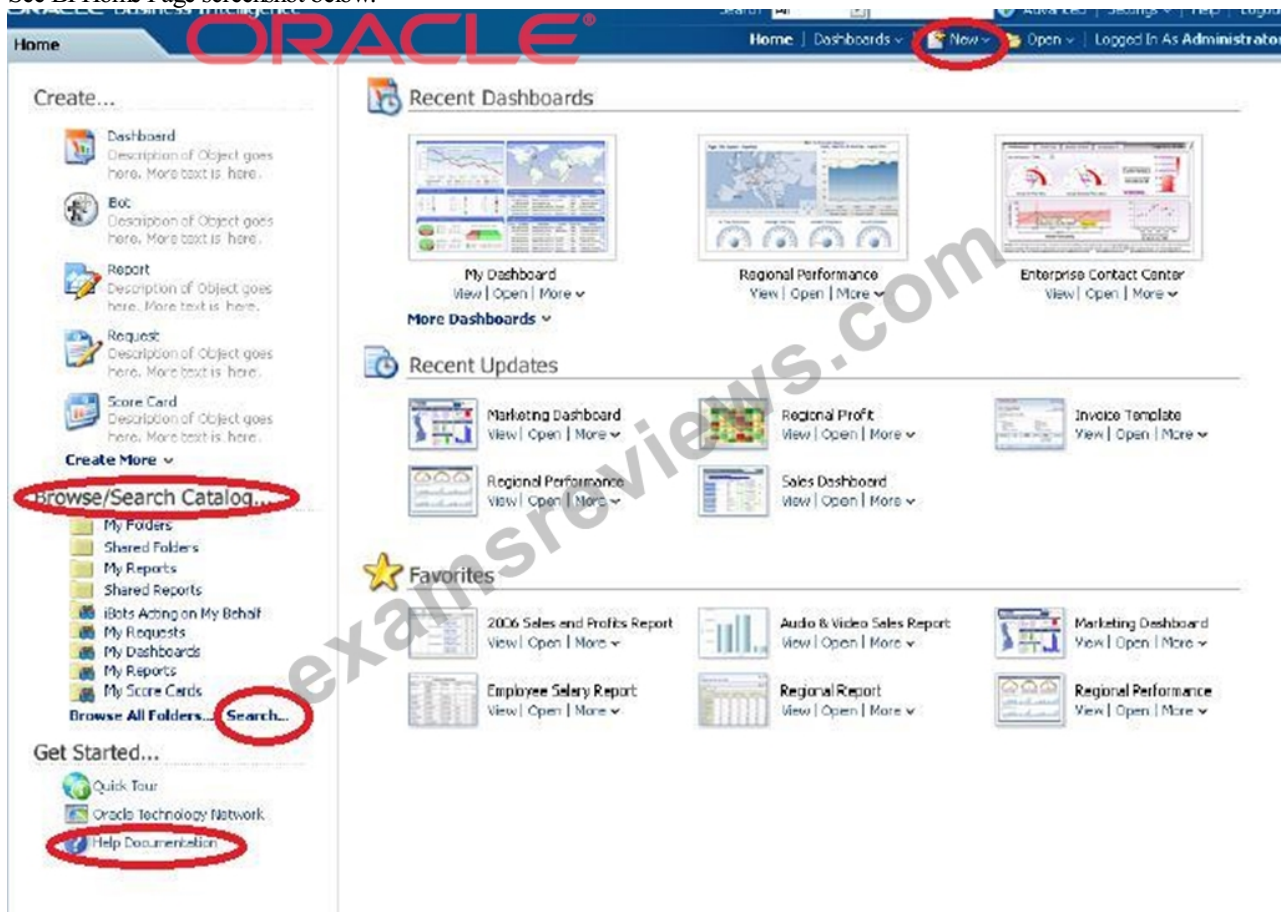 See BI Home Page screenshot below.
ORACLE Business Intelligence
Search All Advanced | Settings | Help | Logout
ORACLE
Home
Home | Dashboards | New Open | Logged In As Administrator
Create...
Dashboard
Description of Object goes
here. More text is here.
Bot
Description of Object goes
here. More text is here.
Report
Description of Object goes
here. More text is here.
Request
Description of Object goes
here. More text is here.
Score Card
Description of Object goes
here. More text is here.
Create More
Browse/Search Catalog...
My Folders
Shared Folders
My Reports
Shared Reports
iBots Acting on My Behalf
My Requests
My Dashboards
My Reports
My Score Cards
Browse All Folders... Search...
Get Started...
Quick Tour
Oracle Technology Network
Help Documentation
Recent Dashboards
My Dashboard
View | Open | More
Regional Performance
View | Open | More
Enterprise Contact Center
View | Open | More
More Dashboards
Recent Updates
Marketing Dashboard
View | Open | More
Regional Profit
View | Open | More
Invoice Template
View | Open | More
Regional Performance
View | Open | More
Sales Dashboard
View | Open | More
Favorites
2006 Sales and Profits Report
View | Open | More
Audio & Video Sales Report
View | Open | More
Marketing Dashboard
View | Open | More
Employee Salary Report
View | Open | More
Regional Report
View | Open | More
Regional Performance
View | Open | More
examsreviews.com